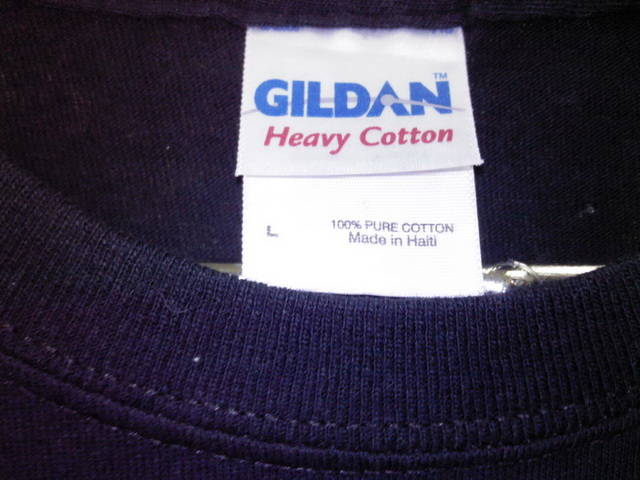 GILDAN™
Heavy Cotton
L
100% PURE COTTON
Made in Haiti